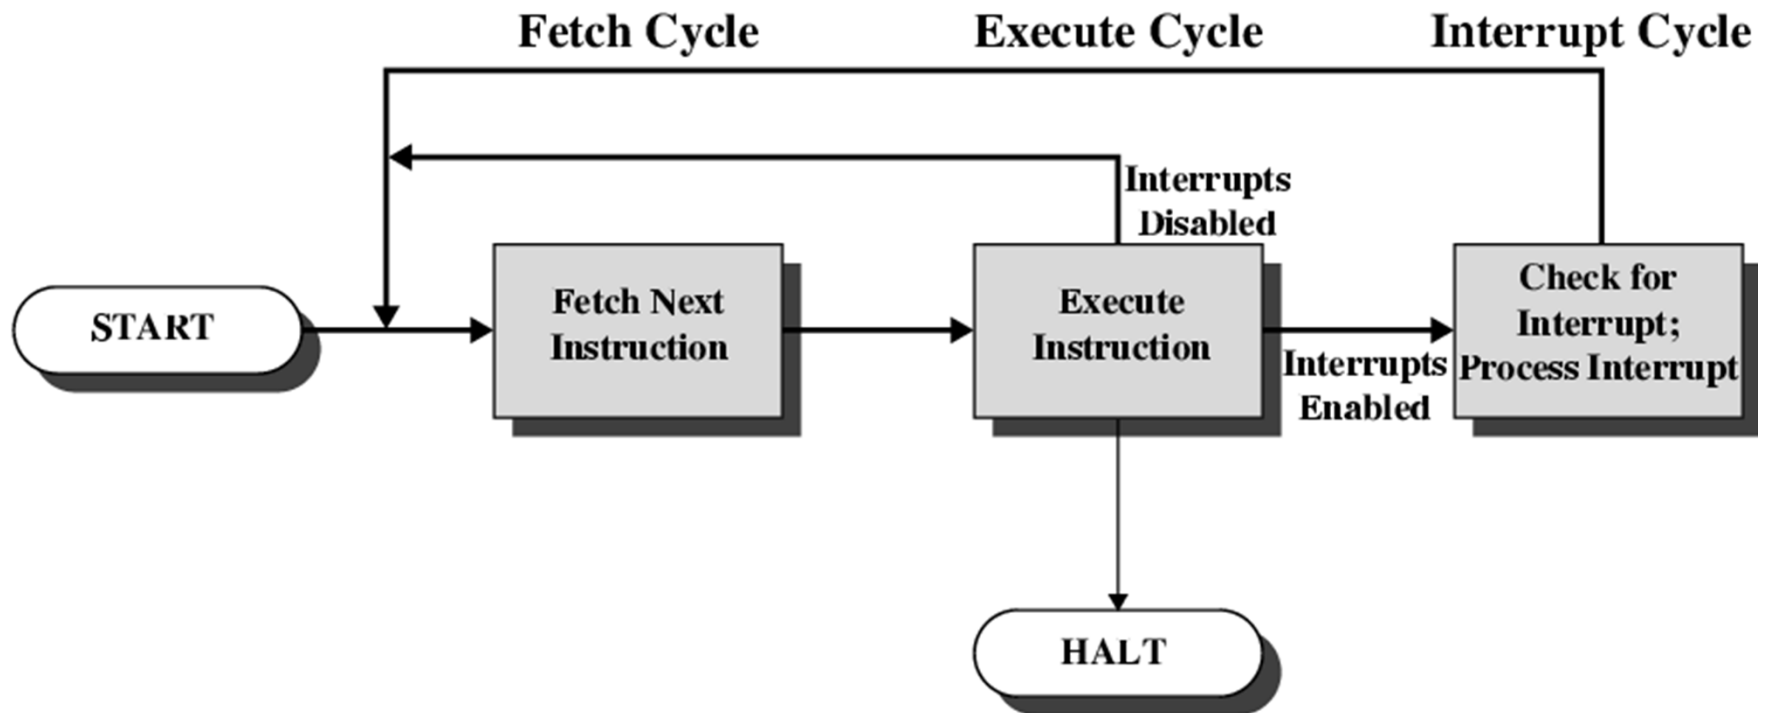 Fetch Cycle
Execute Cycle
Interrupt Cycle
Interrupts
Disabled
START
Fetch Next
Instruction
Execute
Instruction
Interrupts
Enabled
Check for
Interrupt;
Process Interrupt
HALT